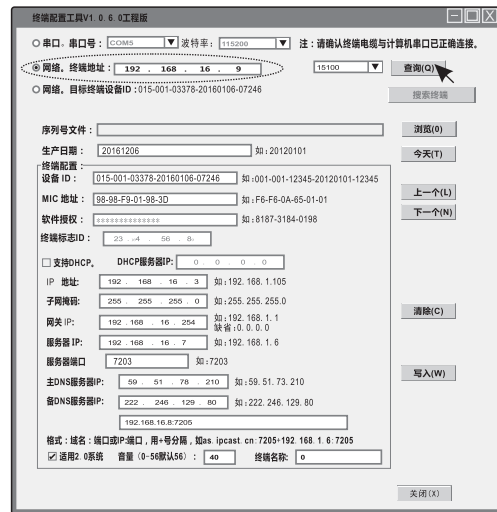 终端配置工具V1.0.6.0工程版
串口。串口号: COM5 波特率: 115200 注:请确认终端电缆与计算机串口已正确连接。
网络。终端地址: 192 . 168 . 16 . 9 15100 查询(Q)
网络。目标终端设备ID:015-001-03378-20160106-07246 搜索终端
序列号文件: 浏览(0)
生产日期: 20161206 如:20120101 今天(T)
终端配置:
设备 ID: 015-001-03378-20160106-07246 如:001-001-12345-20120101-12345
上一个(L)
MIC 地址: 98-98-F9-01-98-3D 如:F6-F6-0A-65-01-01
下一个(N)
软件授权: ************** 如:8187-3184-0198
终端标志ID: 23 . 56 .
支持DHCP。 DHCP服务器IP: 0 . 0 . 0 . 0
IP 地址: 192 . 168 . 16 . 3 如:192.168.1.105
子网掩码: 255 . 255 . 255 . 0 如:255.255.255.0
网关 IP: 192 . 168 . 16 . 254 如:192.168.1.1
缺省:0.0.0.0
清除(C)
服务器 IP: 192 . 168 . 16 . 7 如:192.168.1.6
服务器端口 7203 如:7203
写入(W)
主DNS服务器IP: 59 . 51 . 78 . 210 如:59.51.73.210
备DNS服务器IP: 222 . 246 . 129 . 80 如:222.246.129.80
192.168.16.8:7205
格式:域名:端口或IP:端口,用+号分隔,如as.ipcast.cn:7205+192.168.1.6:7205
适用2.0系统 音量(0-56默认56): 40 终端名称: 0
关闭(X)